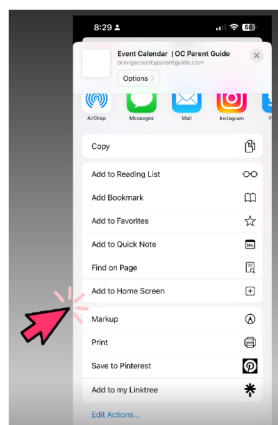 8:29
Event Calendar | OC Parent Guide
orangecountyparentguide.com
Options >
AirDrop Messages Mail Instagram
Copy
Add to Reading List
Add Bookmark
Add to Favorites
Add to Quick Note
Find on Page
Add to Home Screen
Markup
Print
Save to Pinterest
Add to my Linktree
Edit Actions...